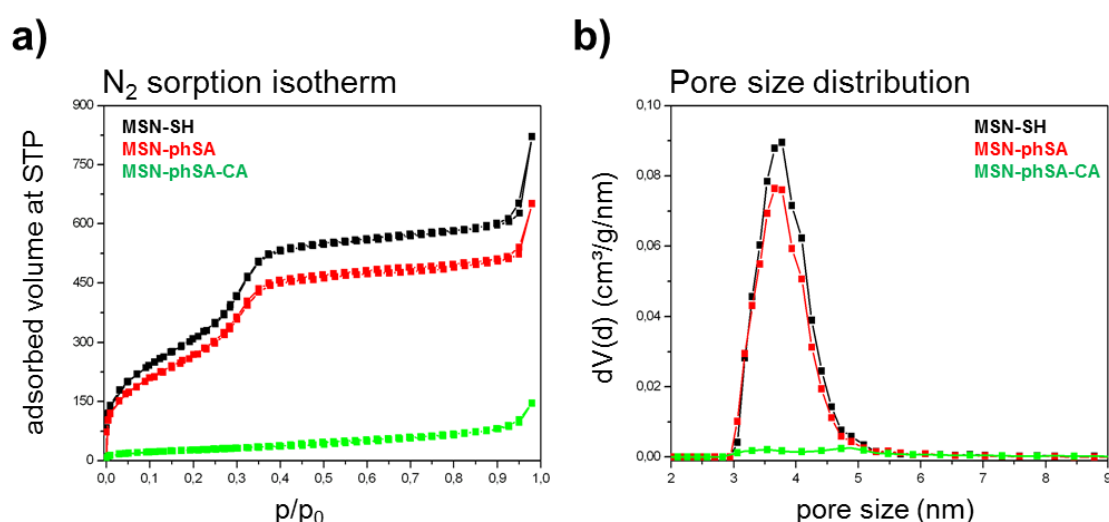 a)
N₂ sorption isotherm
adsorbed volume at STP
900
750
600
450
300
150
0
MSN-SH
MSN-phSA
MSN-phSA-CA
0,0 0,1 0,2 0,3 0,4 0,5 0,6 0,7 0,8 0,9 1,0
p/p₀
b)
Pore size distribution
dV(d) (cm³/g/nm)
0,10
0,08
0,06
0,04
0,02
0,00
MSN-SH
MSN-phSA
MSN-phSA-CA
2 3 4 5 6 7 8 9
pore size (nm)